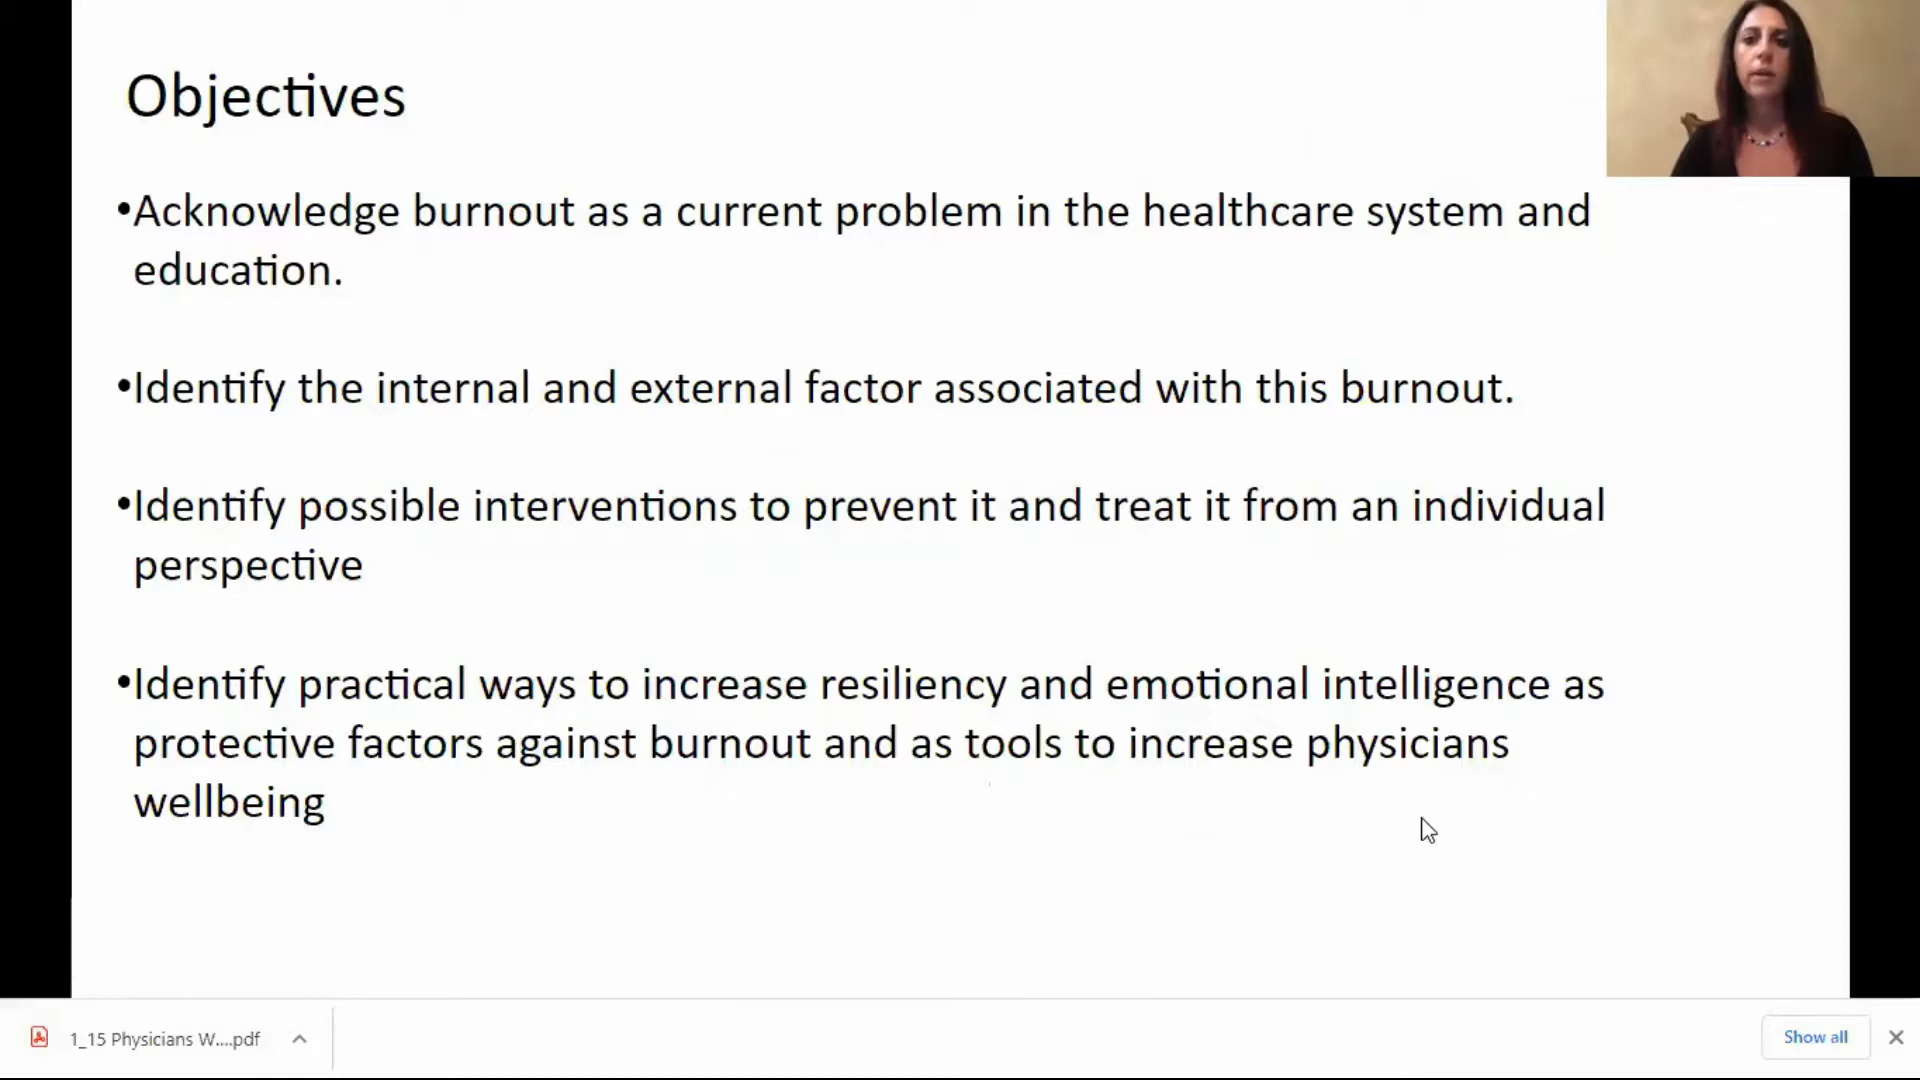 Objectives
•Acknowledge burnout as a current problem in the healthcare system and
education.
•Identify the internal and external factor associated with this burnout.
•Identify possible interventions to prevent it and treat it from an individual
perspective
•Identify practical ways to increase resiliency and emotional intelligence as
protective factors against burnout and as tools to increase physicians
wellbeing
1_15 Physicians W....pdf
Show all